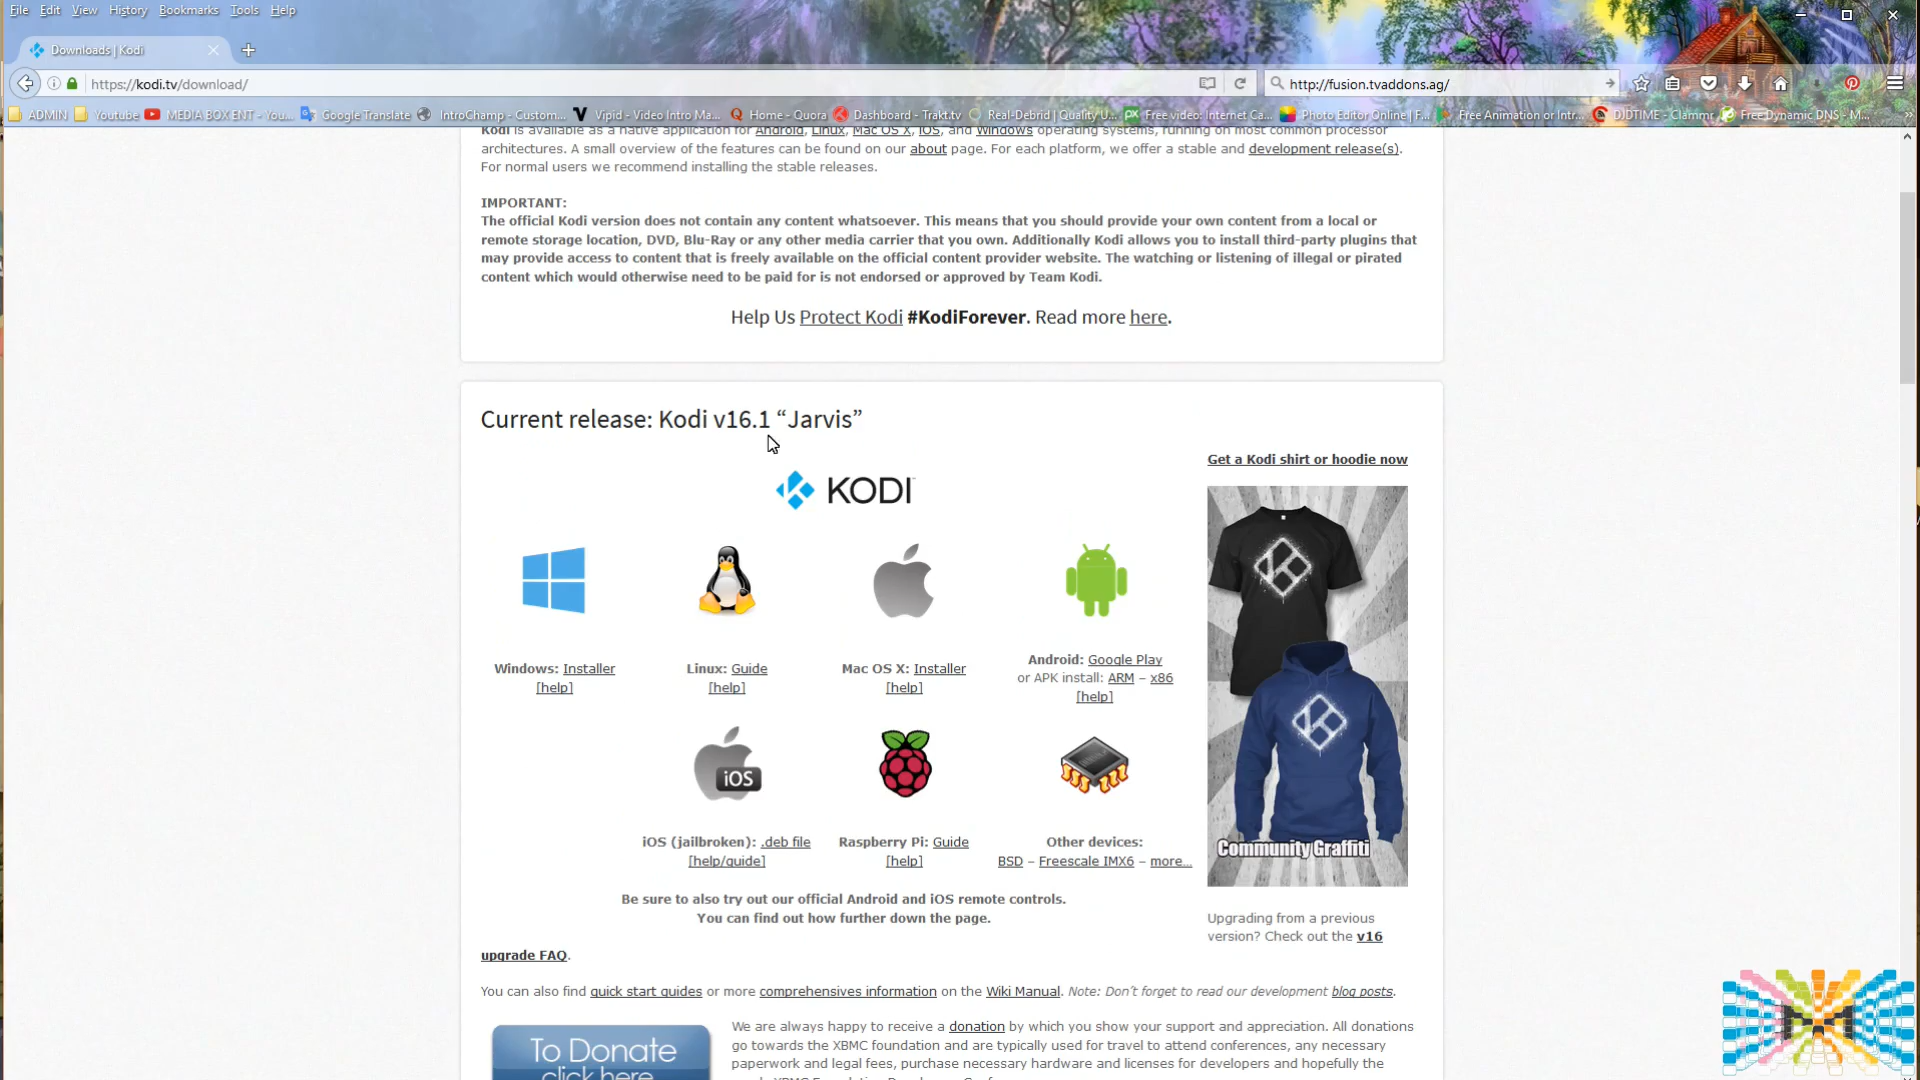 File Edit View History Bookmarks Tools Help
Downloads | Kodi
https://kodi.tv/download/
http://fusion.tvaddons.ag/
ADMIN Youtube MEDIA BOX ENT - You... Google Translate IntroChamp - Custom... Vipid - Video Intro Ma... Home - Quora Dashboard - Trakt.tv Real-Debrid | Quality U... Free video: Internet Ca... Photo Editor Online | F... Free Animation or Intr... DJDTIME - Clammr Free Dynamic DNS - M... »
Kodi is available as a native application for Android, Linux, Mac OS X, iOS, and Windows operating systems, running on most common processor
architectures. A small overview of the features can be found on our about page. For each platform, we offer a stable and development release(s).
For normal users we recommend installing the stable releases.
IMPORTANT:
The official Kodi version does not contain any content whatsoever. This means that you should provide your own content from a local or
remote storage location, DVD, Blu-Ray or any other media carrier that you own. Additionally Kodi allows you to install third-party plugins that
may provide access to content that is freely available on the official content provider website. The watching or listening of illegal or pirated
content which would otherwise need to be paid for is not endorsed or approved by Team Kodi.
Help Us Protect Kodi #KodiForever. Read more here.
Current release: Kodi v16.1 “Jarvis”
Get a Kodi shirt or hoodie now
KODI
Windows: Installer
[help]
Linux: Guide
[help]
Mac OS X: Installer
[help]
Android: Google Play
or APK install: ARM – x86
[help]
iOS
iOS (jailbroken): .deb file
[help/guide]
Raspberry Pi: Guide
[help]
Other devices:
BSD – Freescale IMX6 – more...
Community Graffiti
Be sure to also try out our official Android and iOS remote controls.
You can find out how further down the page.
Upgrading from a previous
version? Check out the v16
upgrade FAQ.
You can also find quick start guides or more comprehensives information on the Wiki Manual. Note: Don’t forget to read our development blog posts.
To Donate
click here
We are always happy to receive a donation by which you show your support and appreciation. All donations
go towards the XBMC foundation and are typically used for travel to attend conferences, any necessary
paperwork and legal fees, purchase necessary hardware and licenses for developers and hopefully the